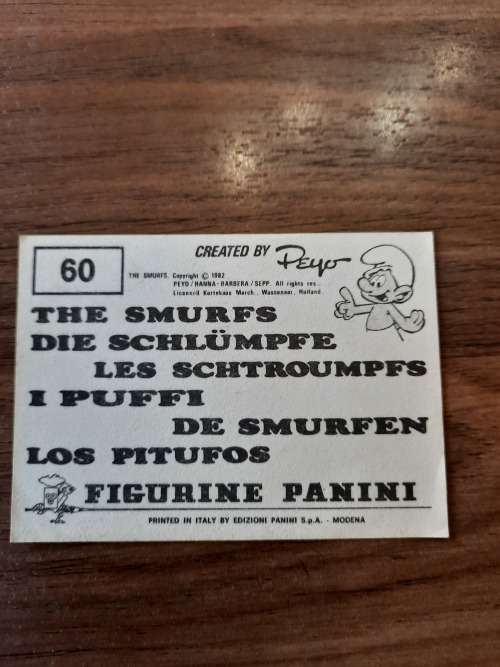 60
CREATED BY Peyo
THE SMURFS. Copyright © 1982
PEYO / HANNA-BARBERA / SEPP. All rights res.
Licenced Kortekaas Merch. Wassenaar, Holland.
THE SMURFS
DIE SCHLÜMPFE
LES SCHTROUMPFS
I PUFFI
DE SMURFEN
LOS PITUFOS
FIGURINE PANINI
PRINTED IN ITALY BY EDIZIONI PANINI S.p.A. - MODENA